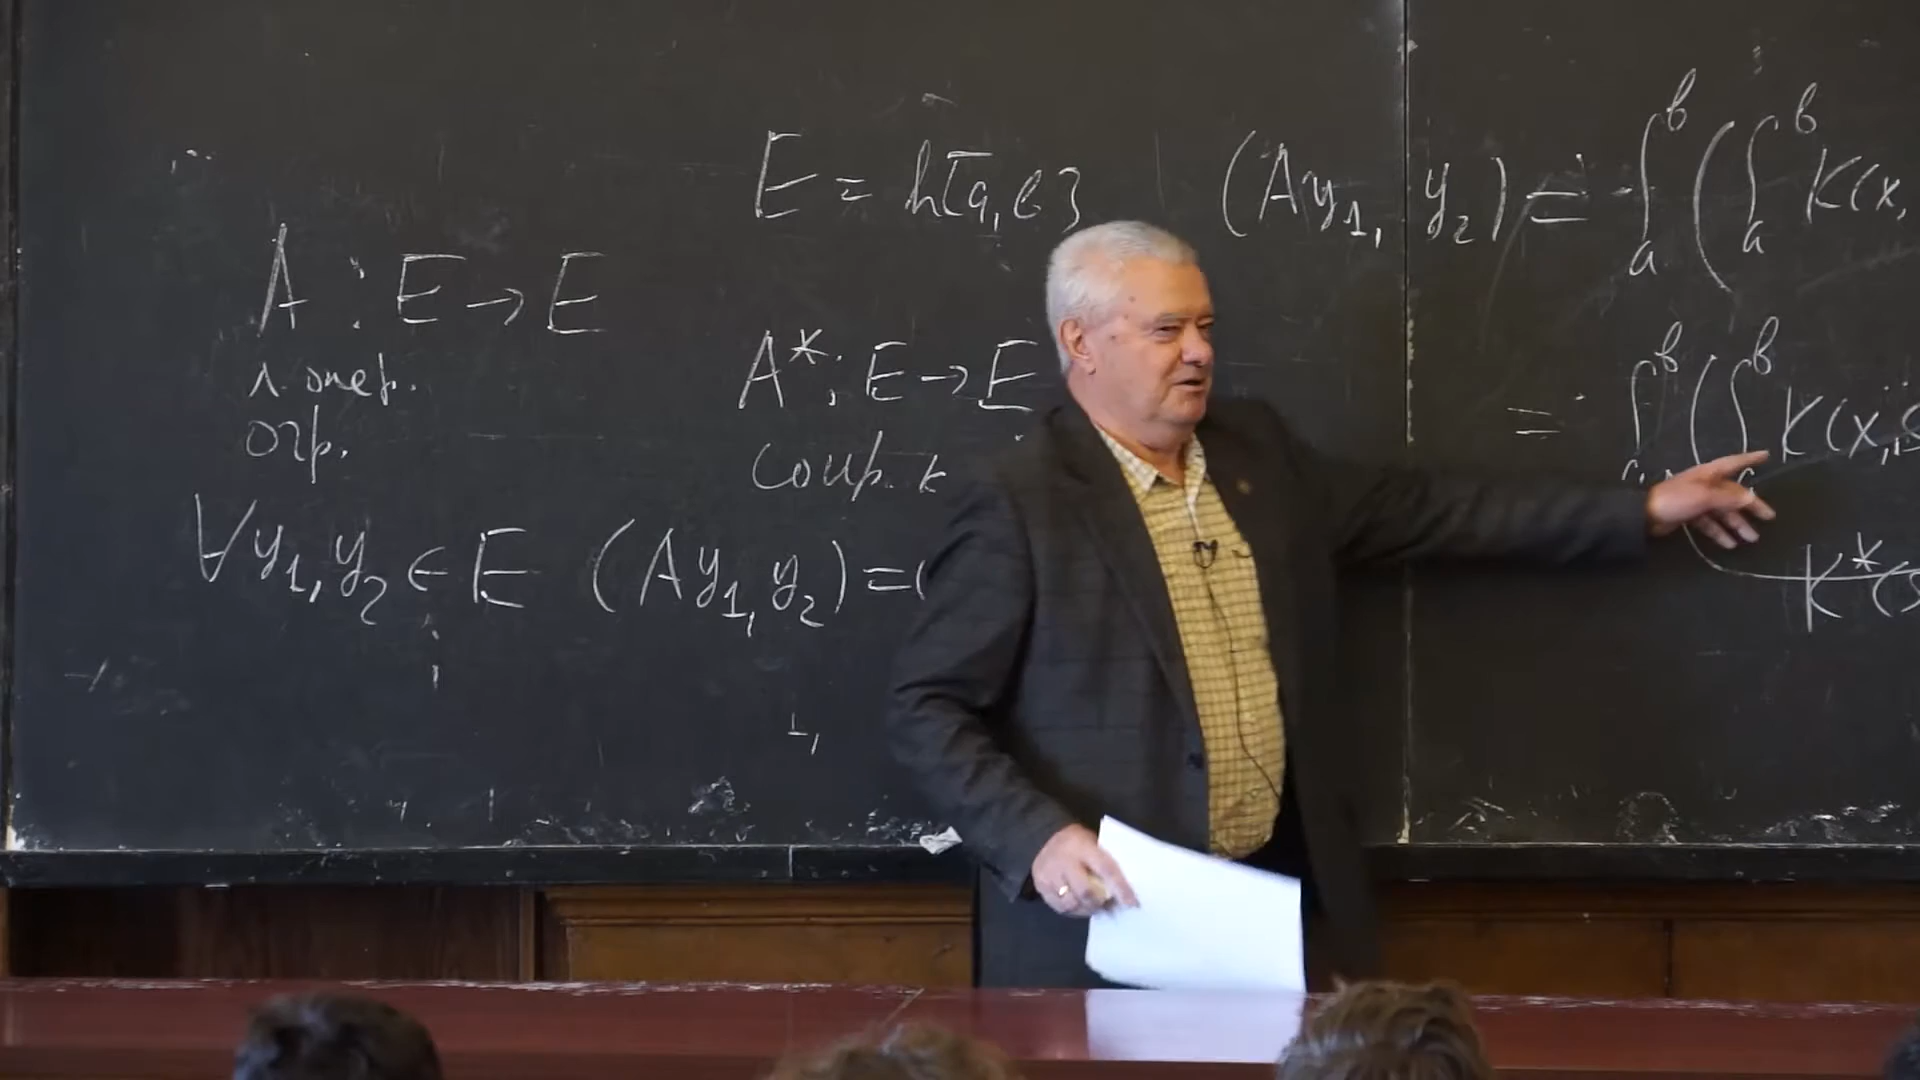 A : E → E
л. опер.
огр.
∀y₁, y₂ ∈ E (Ay₁, y₂) = (
E = h[a, b]
A* : E → E
сопр. к
(Ay₁, y₂) = ∫ₐᵇ (∫ₐᵇ K(x,
= ∫ₐᵇ (∫ₐᵇ K(x, s
K*(s